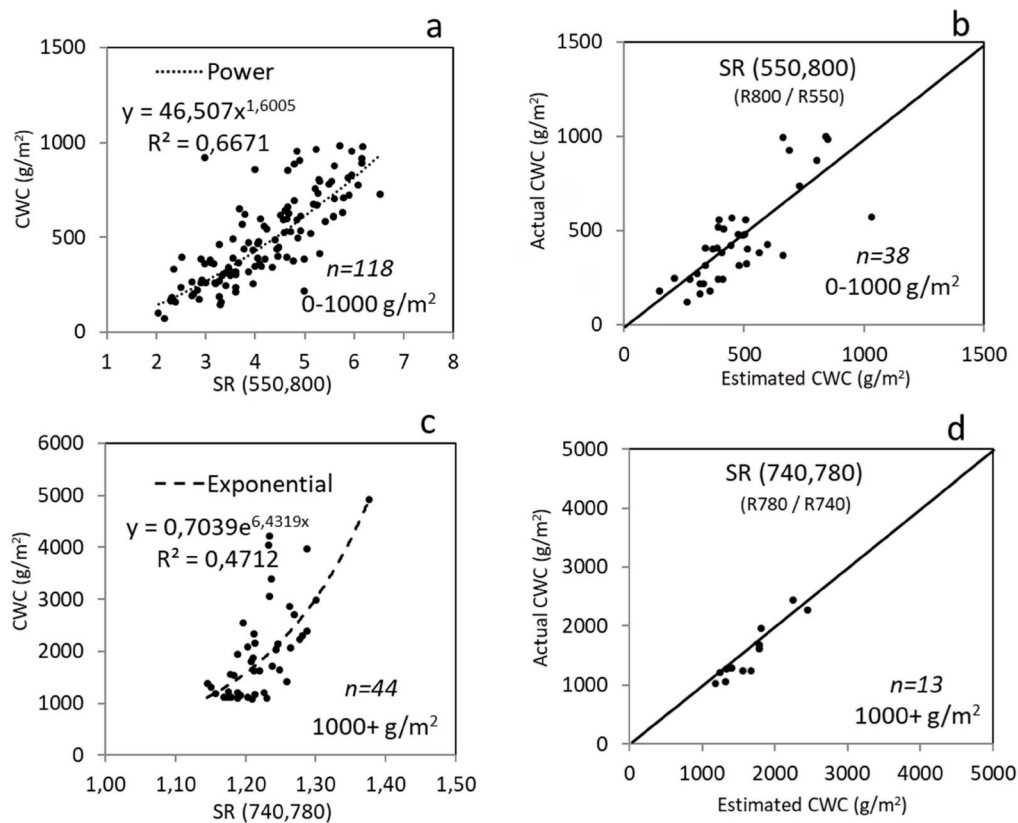 a
1500
1000
500
0
CWC (g/m²)
Power
y = 46,507x^1,6005
R² = 0,6671
n=118
0-1000 g/m²
1 2 3 4 5 6 7 8
SR (550,800)
b
1500
1000
500
0
Actual CWC (g/m²)
SR (550,800)
(R800 / R550)
n=38
0-1000 g/m²
0 500 1000 1500
Estimated CWC (g/m²)
c
6000
5000
4000
3000
2000
1000
0
CWC (g/m²)
Exponential
y = 0,7039e^6,4319x
R² = 0,4712
n=44
1000+ g/m²
1,00 1,10 1,20 1,30 1,40 1,50
SR (740,780)
d
5000
4000
3000
2000
1000
0
Actual CWC (g/m²)
SR (740,780)
(R780 / R740)
n=13
1000+ g/m²
0 1000 2000 3000 4000 5000
Estimated CWC (g/m²)